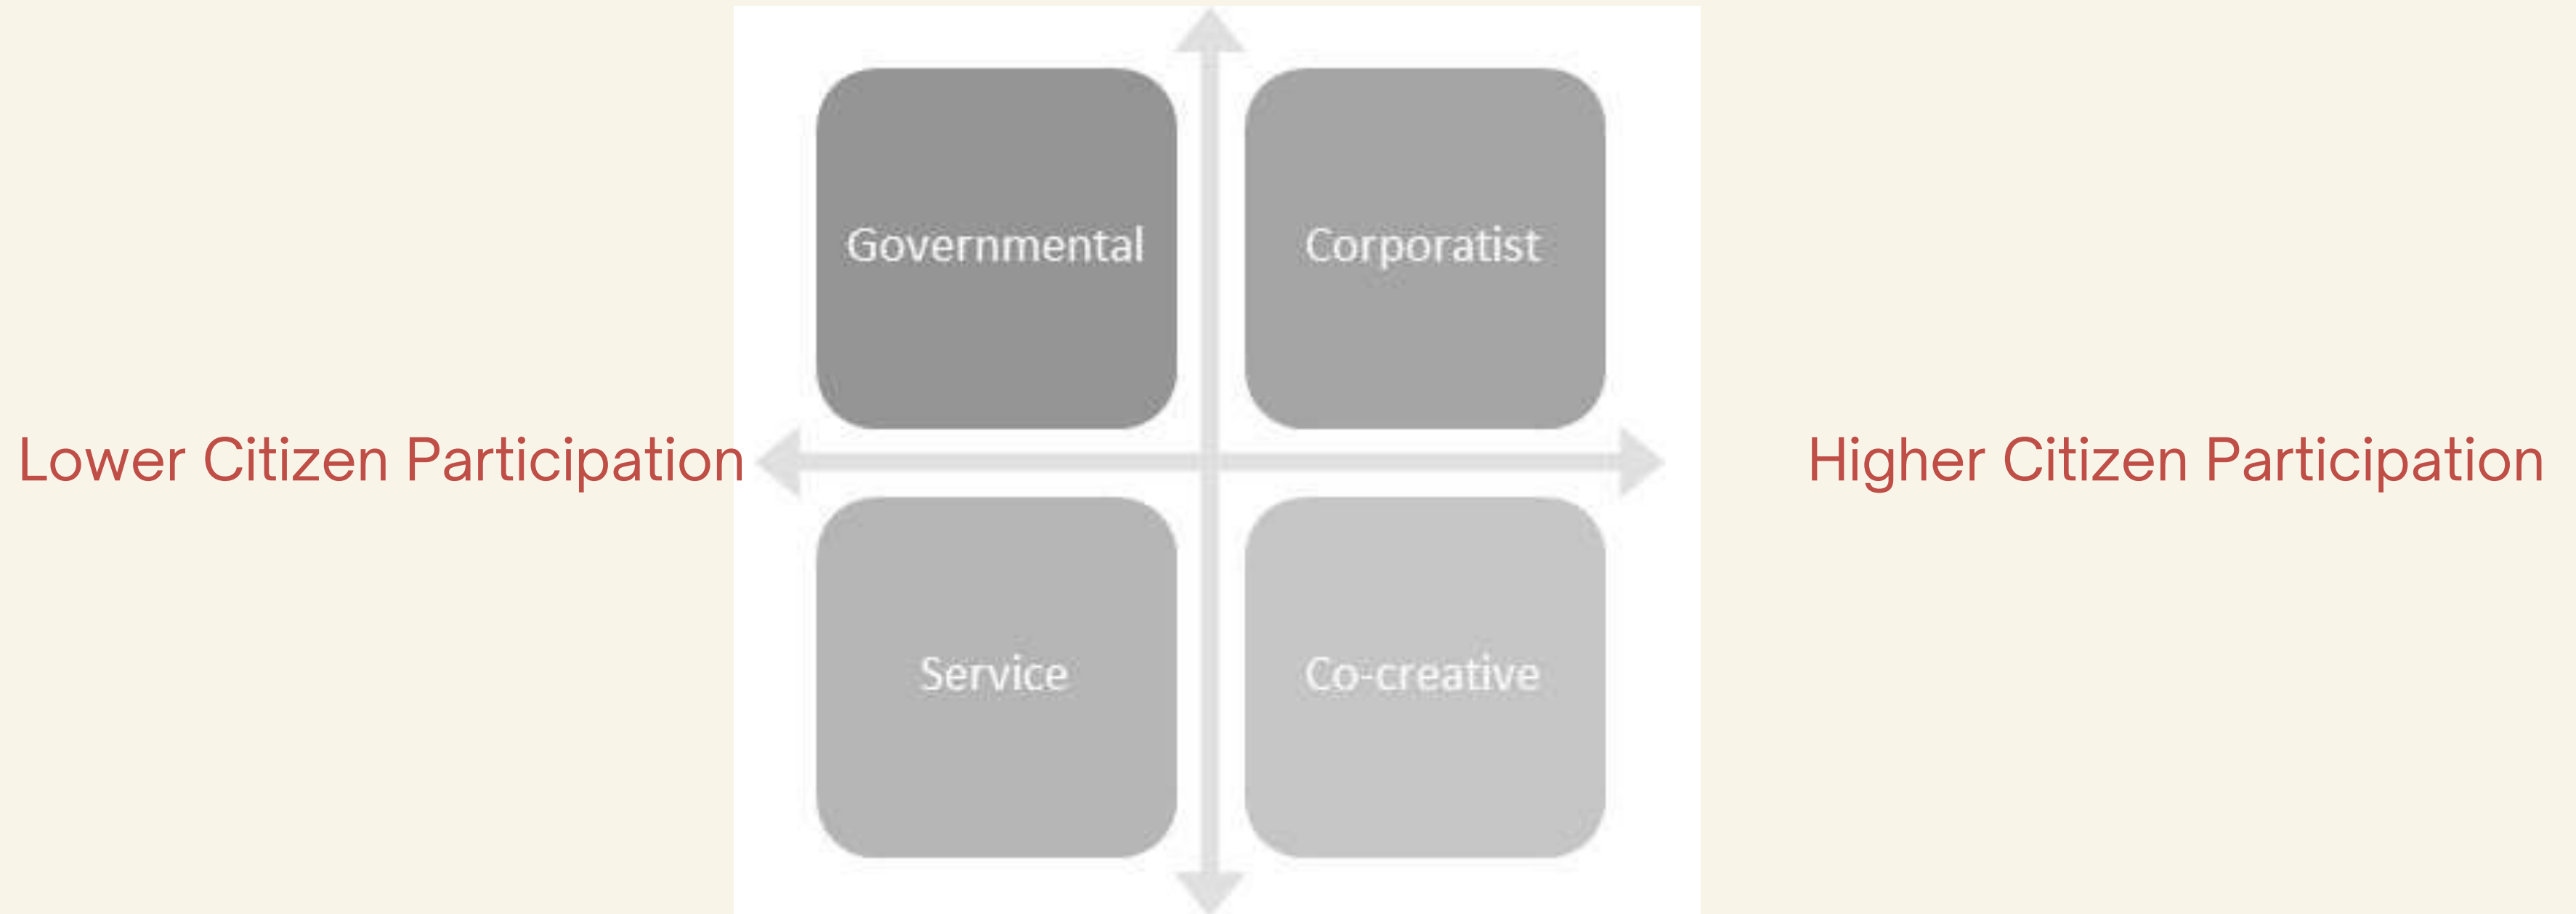 Governmental
Corporatist
Lower Citizen Participation
Higher Citizen Participation
Service
Co-creative